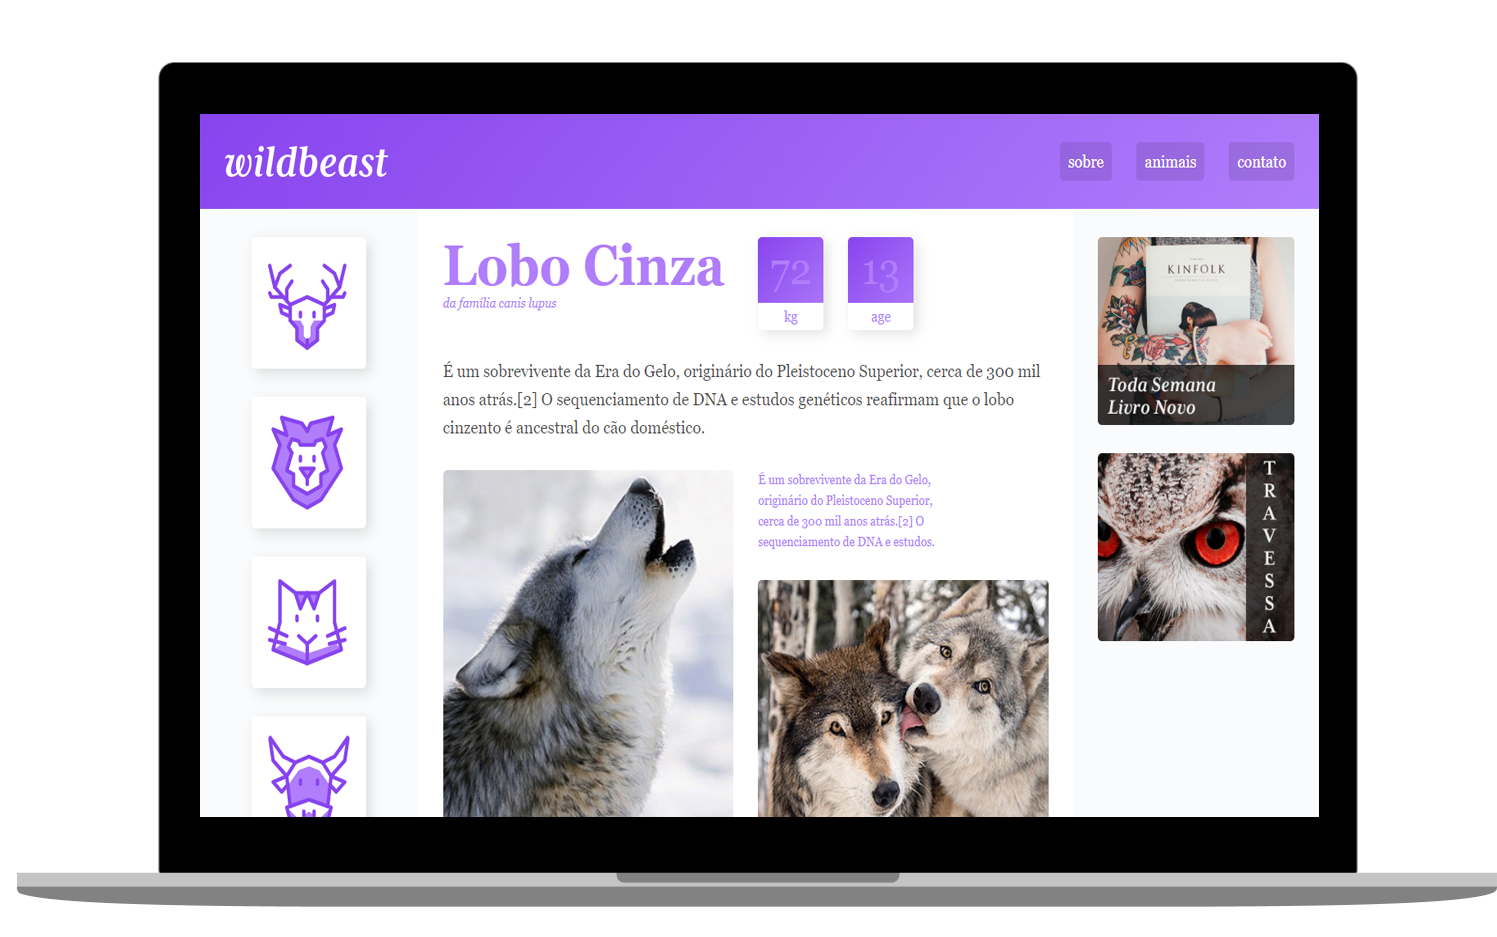 wildbeast
sobre
animais
contato
Lobo Cinza
da família canis lupus
72
kg
13
age
É um sobrevivente da Era do Gelo, originário do Pleistoceno Superior, cerca de 300 mil
anos atrás.[2] O sequenciamento de DNA e estudos genéticos reafirmam que o lobo
cinzento é ancestral do cão doméstico.
É um sobrevivente da Era do Gelo,
originário do Pleistoceno Superior,
cerca de 300 mil anos atrás.[2] O
sequenciamento de DNA e estudos.
KINFOLK
Toda Semana
Livro Novo
TRAVESSA